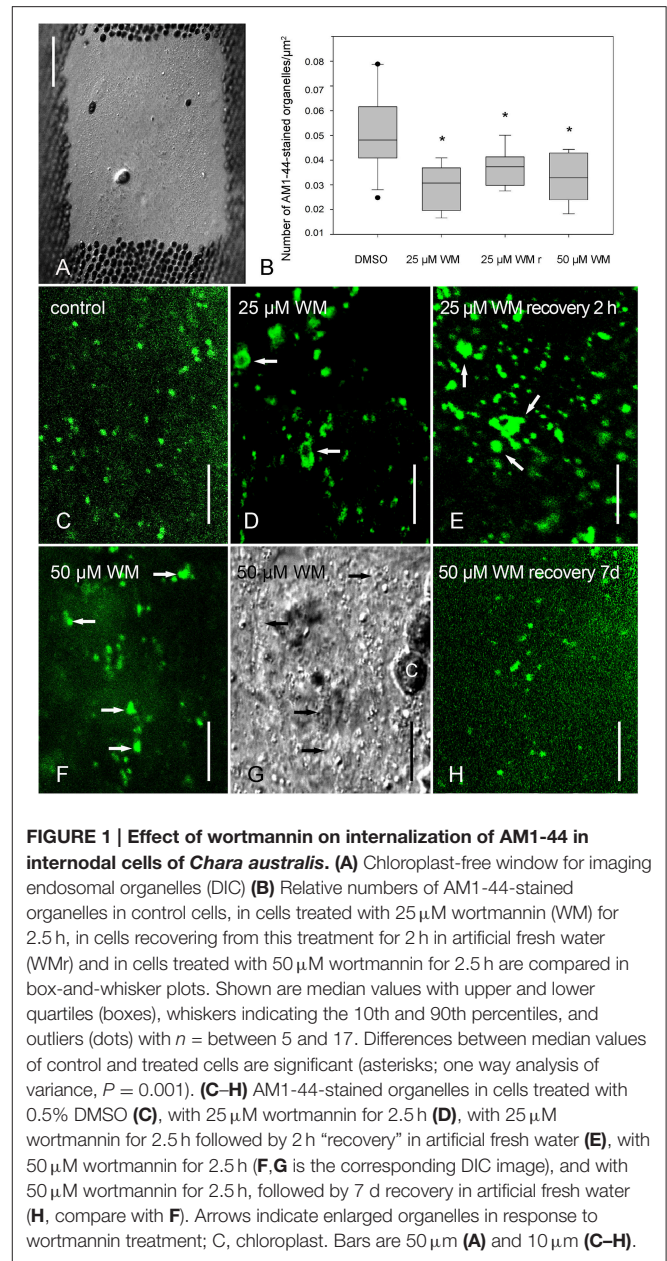 A
B
Number of AM1-44-stained organelles/µm²
0.08
0.07
0.06
0.05
0.04
0.03
0.02
0.01
*
*
*
DMSO
25 µM WM
25 µM WM r
50 µM WM
control
C
25 µM WM
D
25 µM WM recovery 2 h
E
50 µM WM
F
50 µM WM
C
G
50 µM WM recovery 7d
H
FIGURE 1 | Effect of wortmannin on internalization of AM1-44 in
internodal cells of Chara australis. (A) Chloroplast-free window for imaging
endosomal organelles (DIC) (B) Relative numbers of AM1-44-stained
organelles in control cells, in cells treated with 25 µM wortmannin (WM) for
2.5 h, in cells recovering from this treatment for 2 h in artificial fresh water
(WMr) and in cells treated with 50 µM wortmannin for 2.5 h are compared in
box-and-whisker plots. Shown are median values with upper and lower
quartiles (boxes), whiskers indicating the 10th and 90th percentiles, and
outliers (dots) with n = between 5 and 17. Differences between median values
of control and treated cells are significant (asterisks; one way analysis of
variance, P = 0.001). (C–H) AM1-44-stained organelles in cells treated with
0.5% DMSO (C), with 25 µM wortmannin for 2.5 h (D), with 25 µM
wortmannin for 2.5 h followed by 2 h “recovery” in artificial fresh water (E), with
50 µM wortmannin for 2.5 h (F,G is the corresponding DIC image), and with
50 µM wortmannin for 2.5 h, followed by 7 d recovery in artificial fresh water
(H, compare with F). Arrows indicate enlarged organelles in response to
wortmannin treatment; C, chloroplast. Bars are 50 µm (A) and 10 µm (C–H).